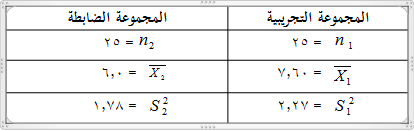 المجموعة التجريبية	المجموعة الضابطة
n₁ = ٢٥	n₂ = ٢٥
X̄₁ = ٧,٦٠	X̄₂ = ٦,٠
S₁² = ٢,٢٧	S₂² = ١,٧٨